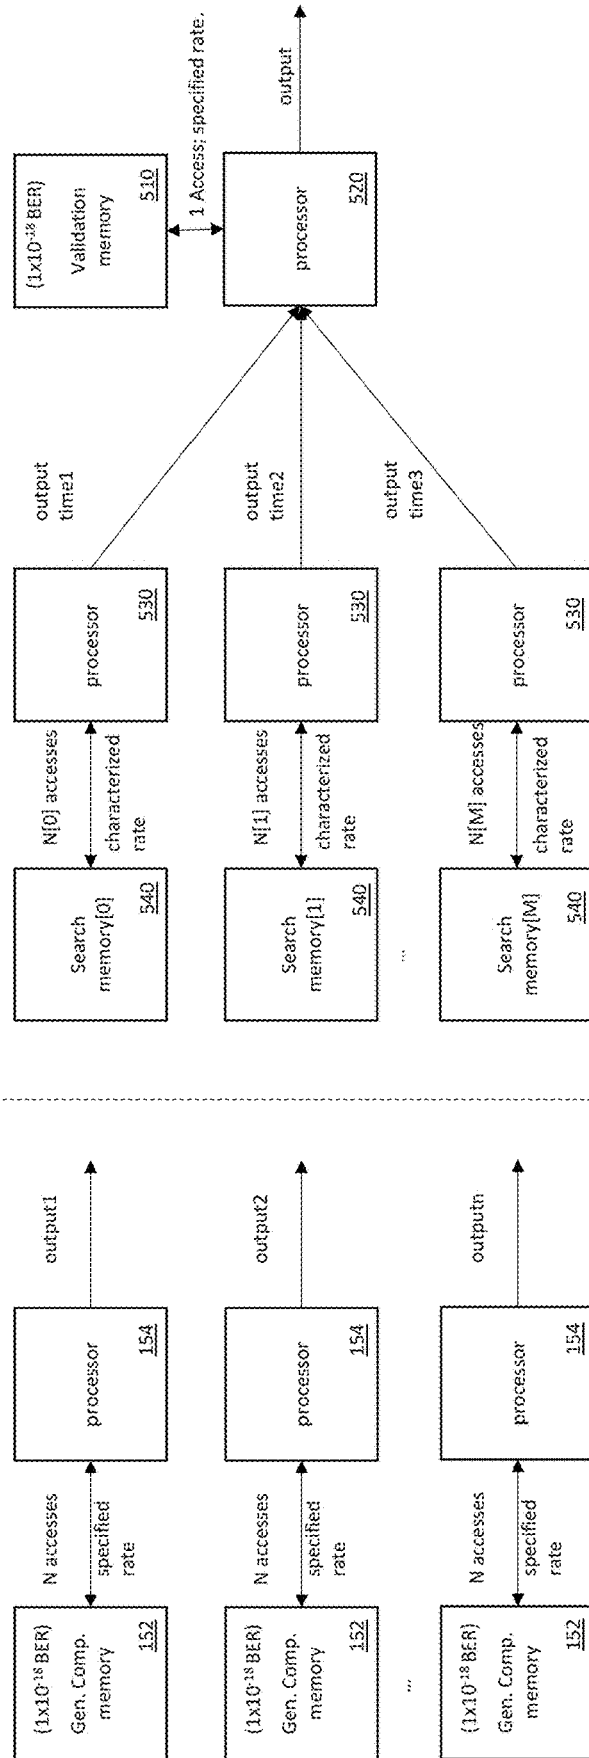 (1x10⁻¹⁸ BER)
Gen. Comp.
memory
152
N accesses
specified
rate
processor
154
output1
(1x10⁻¹⁸ BER)
Gen. Comp.
memory
152
N accesses
specified
rate
processor
154
output2
...
(1x10⁻¹⁸ BER)
Gen. Comp.
memory
152
N accesses
specified
rate
processor
154
outputn
Search
memory[0]
540
N[0] accesses
characterized
rate
processor
530
output
time1
Search
memory[1]
540
N[1] accesses
characterized
rate
processor
530
output
time2
...
Search
memory[M]
540
N[M] accesses
characterized
rate
processor
530
output
time3
(1x10⁻¹⁸ BER)
Validation
memory
510
1 Access; specified rate.
processor
520
output